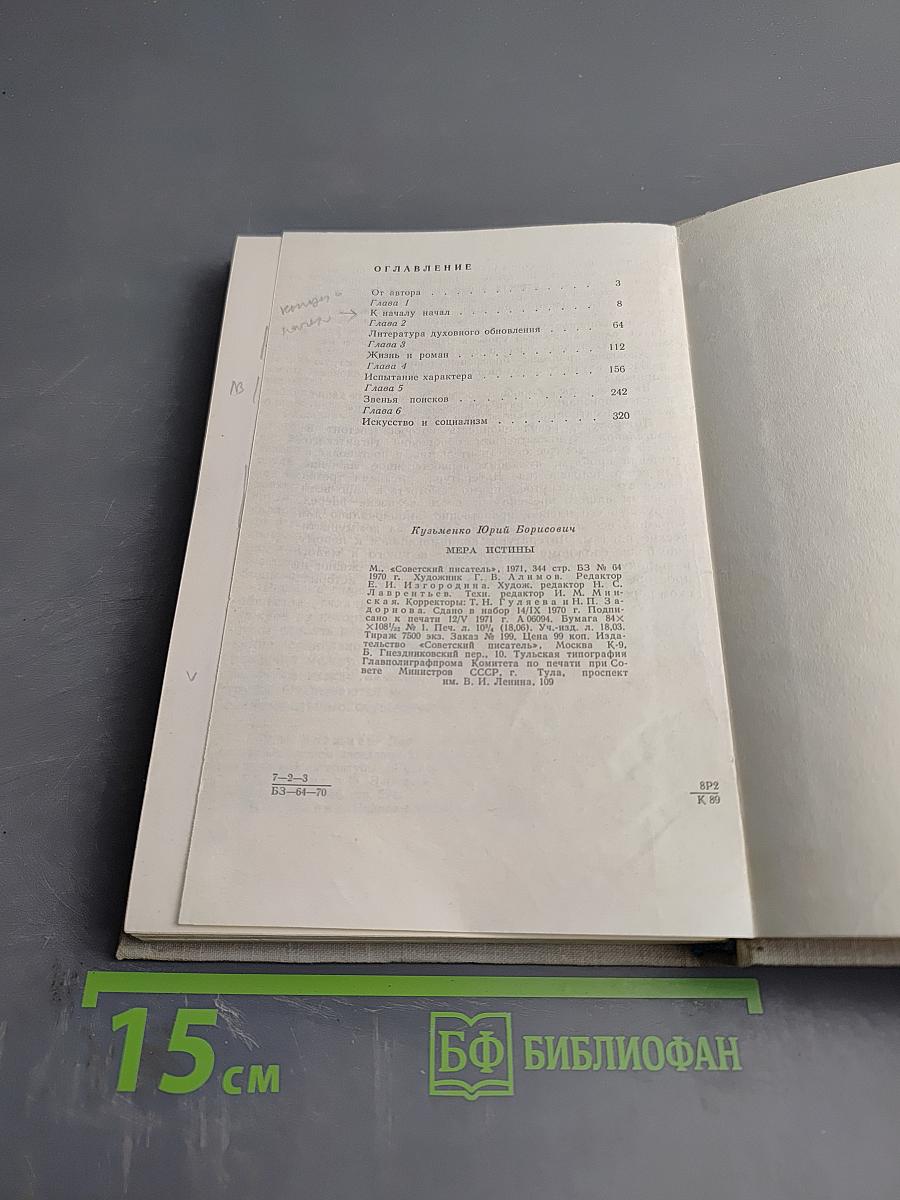 ОГЛАВЛЕНИЕ
От автора . . . . . . . . . . . . 3
Глава 1
К началу начал . . . . . . . . . . 8
Глава 2
Литература духовного обновления . . . . 64
Глава 3
Жизнь и роман . . . . . . . . . . . 112
Глава 4
Испытание характера . . . . . . . . . 156
Глава 5
Звенья поисков . . . . . . . . . . . 242
Глава 6
Искусство и социализм . . . . . . . . 320
Кузьменко Юрий Борисович
МЕРА ИСТИНЫ
М., «Советский писатель», 1971, 344 стр. БЗ № 64
1970 г. Художник Г. В. Алимов. Редактор
Е. И. Изгородина. Худож. редактор Н. С.
Лаврентьев. Техн. редактор И. М. Мин-
ская. Корректоры: Т. Н. Гуляева и Н. П. За-
дорнова. Сдано в набор 14/IX 1970 г. Подпи-
сано к печати 12/V 1971 г. А 06094. Бумага 84×
×108¹/₃₂ № 1. Печ. л. 10³/₄ (18,06). Уч.-изд. л. 18,03.
Тираж 7500 экз. Заказ № 199. Цена 99 коп. Изда-
тельство «Советский писатель», Москва К-9,
Б. Гнездниковский пер., 10. Тульская типография
Главполиграфпрома Комитета по печати при Со-
вете Министров СССР, г. Тула, проспект
им. В. И. Ленина, 109
7—2—3
БЗ—64—70
8Р2
К 89
15 см
БФ БИБЛИОФАН